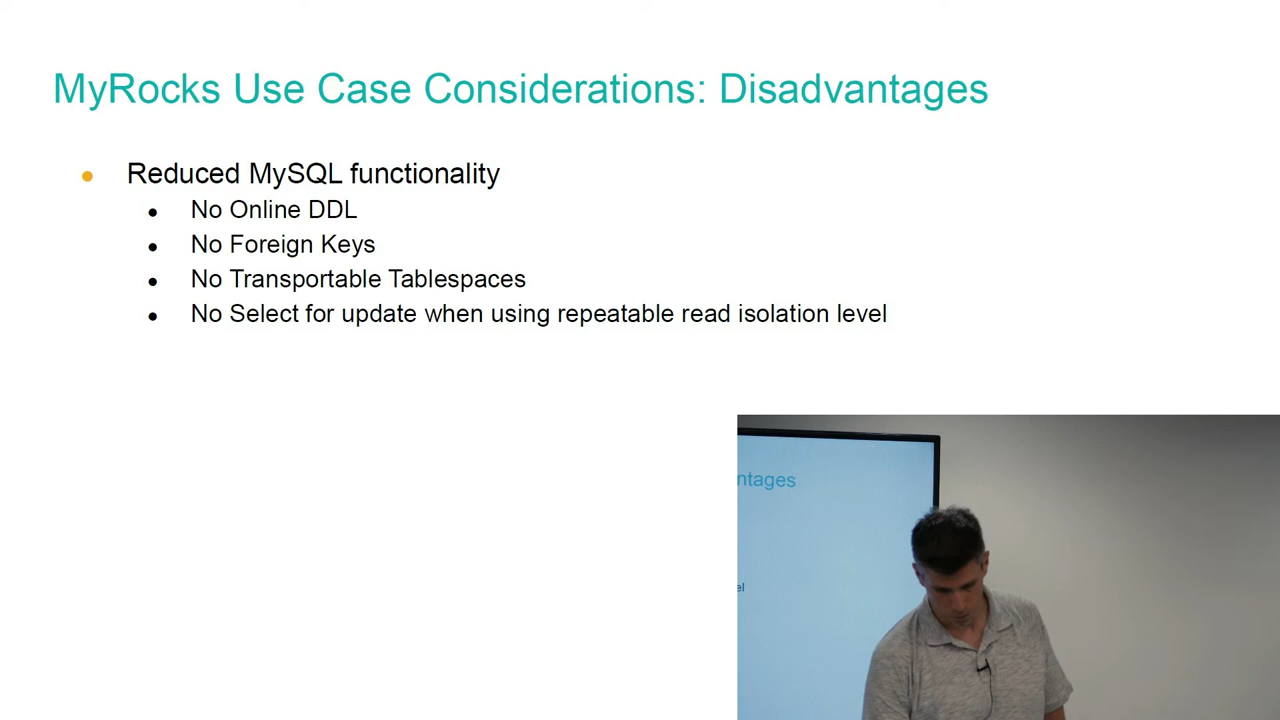 MyRocks Use Case Considerations: Disadvantages
Reduced MySQL functionality
No Online DDL
No Foreign Keys
No Transportable Tablespaces
No Select for update when using repeatable read isolation level
ntages
el